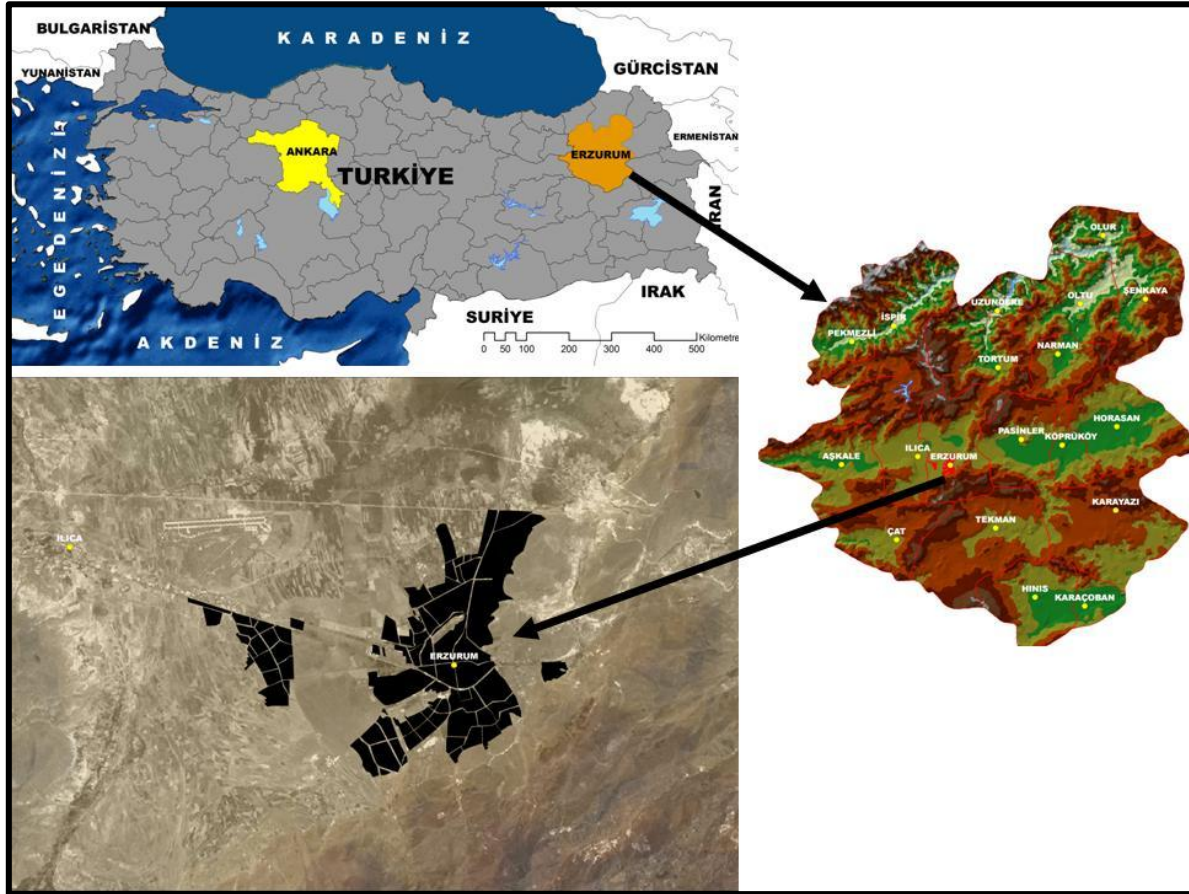 BULGARİSTAN
KARADENİZ
GÜRCİSTAN
YUNANİSTAN
ERMENİSTAN
ANKARA
ERZURUM
TURKİYE
İRAN
EGE DENİZİ
IRAK
SURİYE
AKDENİZ
0 50 100 200 300 400 500 Kilometre
OLUR
ŞENKAYA
UZUNDERE
OLTU
İSPİR
PEKMEZLİ
NARMAN
TORTUM
HORASAN
PASİNLER
KÖPRÜKÖY
ILICA
ERZURUM
AŞKALE
KARAYAZI
TEKMAN
ÇAT
HINIS
KARAÇOBAN
ILICA
ERZURUM